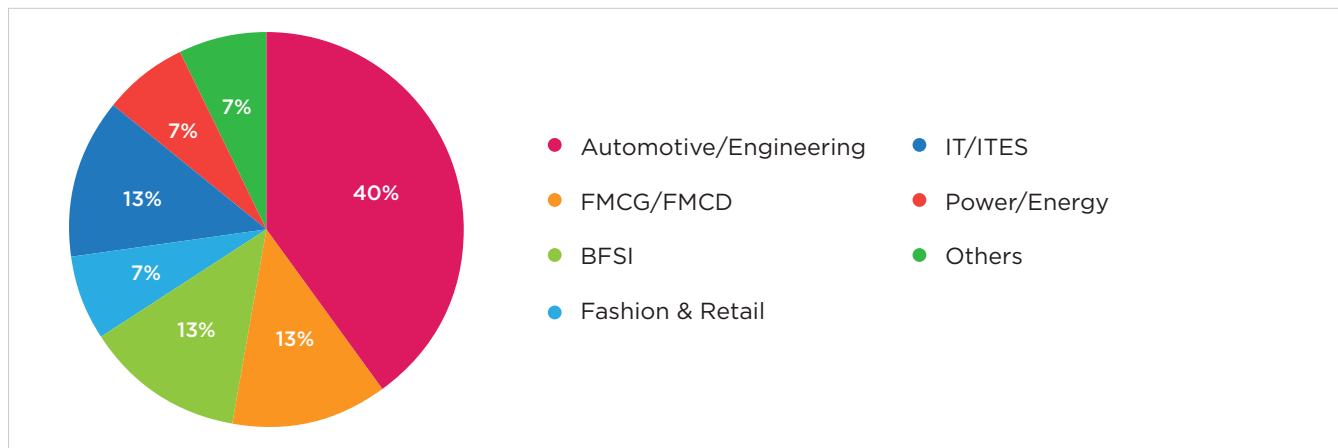 7%
7%
40%
13%
7%
13%
13%
Automotive/Engineering
FMCG/FMCD
BFSI
Fashion & Retail
IT/ITES
Power/Energy
Others